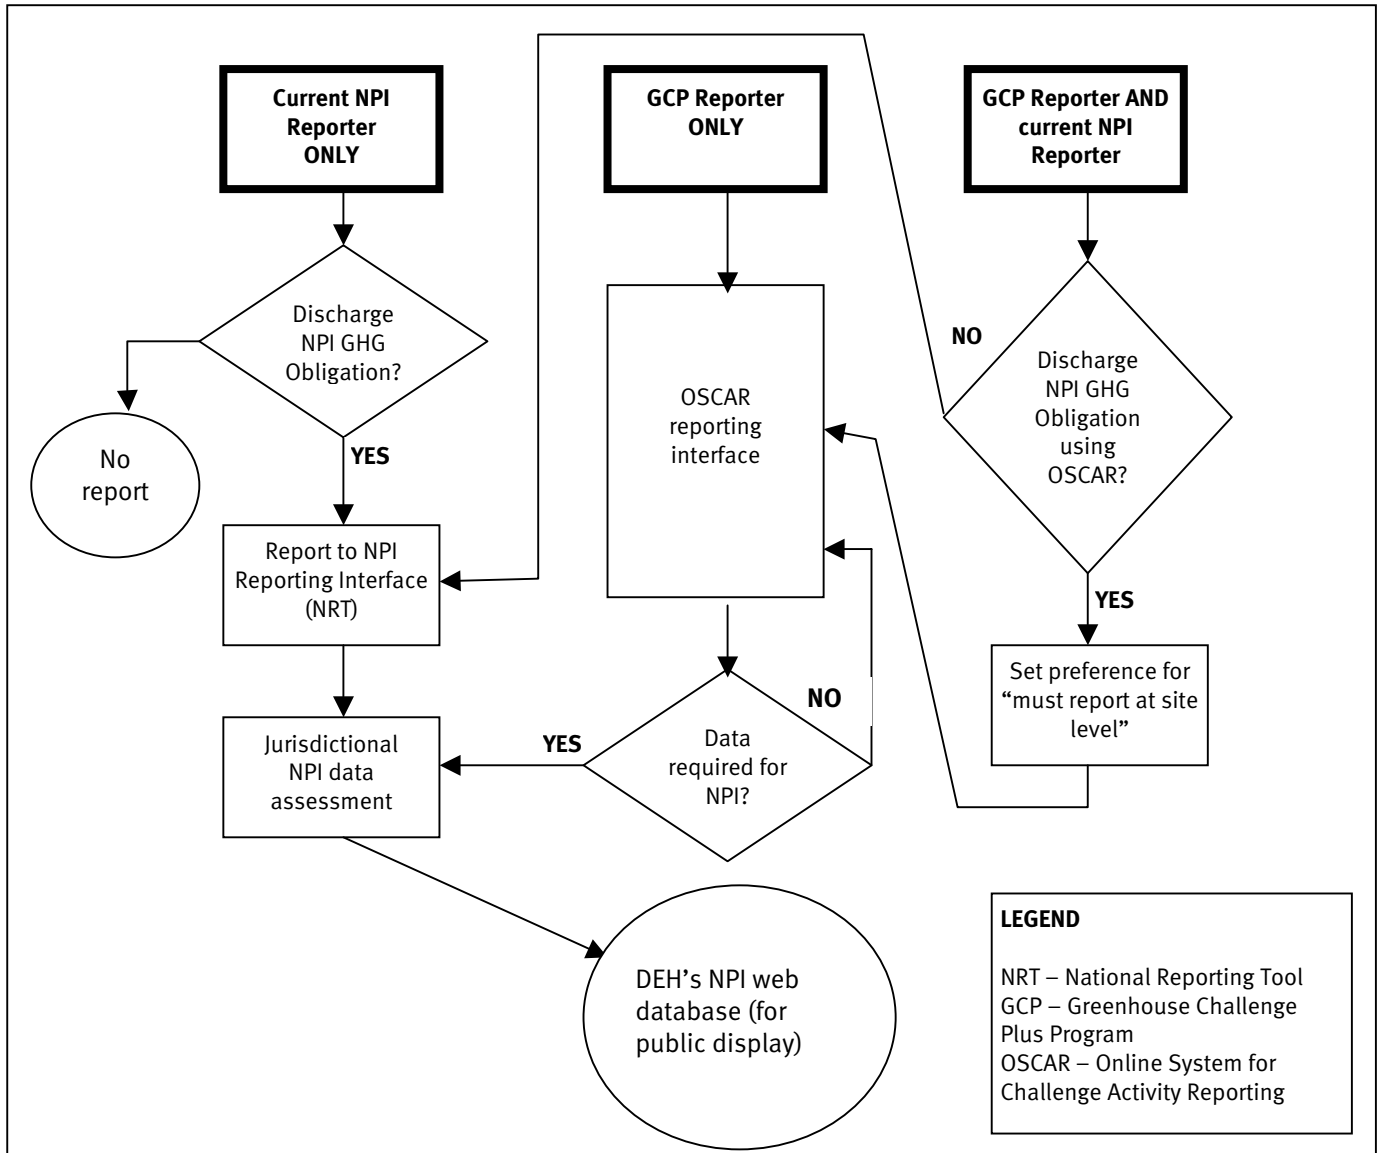 Current NPI
Reporter
ONLY
GCP Reporter
ONLY
GCP Reporter AND
current NPI
Reporter
Discharge
NPI GHG
Obligation?
NO
Discharge
NPI GHG
Obligation
using
OSCAR?
OSCAR
reporting
interface
No
report
YES
Report to NPI
Reporting Interface
(NRT)
YES
Set preference for
“must report at site
level”
NO
YES
Data
required for
NPI?
Jurisdictional
NPI data
assessment
DEH’s NPI web
database (for
public display)
LEGEND
NRT – National Reporting Tool
GCP – Greenhouse Challenge
Plus Program
OSCAR – Online System for
Challenge Activity Reporting